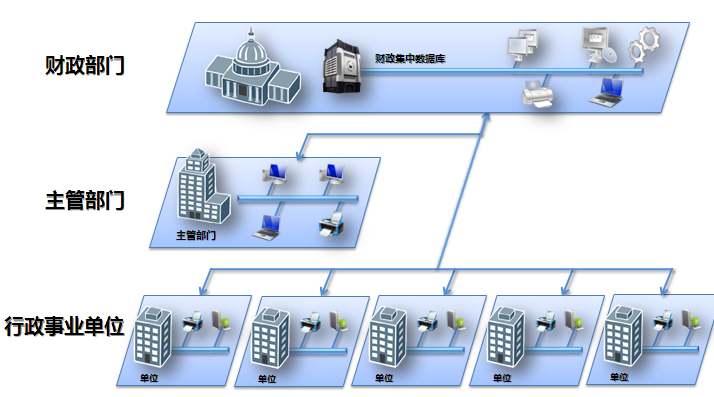 财政部门
财政集中数据库
主管部门
主管部门
行政事业单位
单位
单位
单位
单位
单位